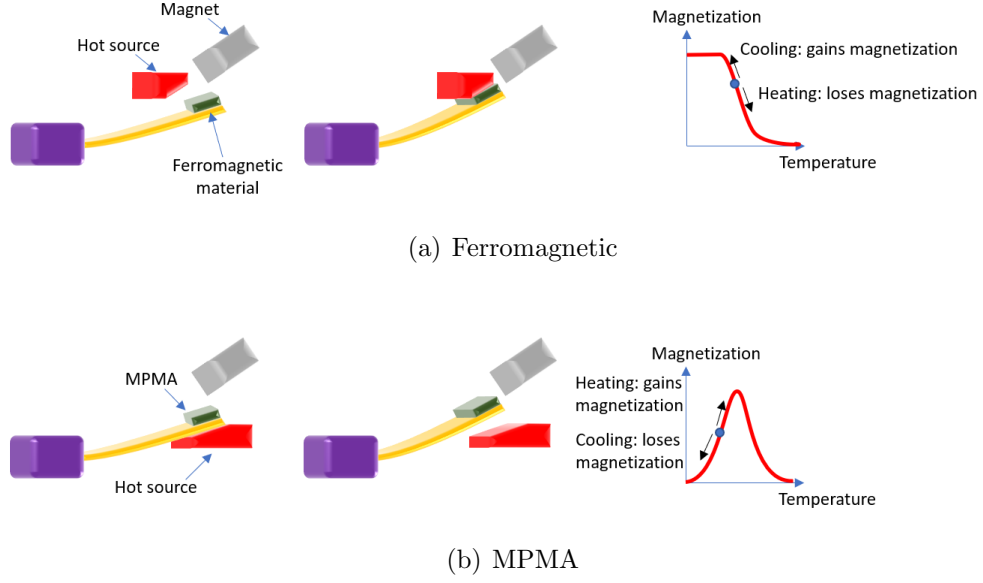 Magnet
Hot source
Ferromagnetic
material
Magnetization
Cooling: gains magnetization
Heating: loses magnetization
Temperature
(a) Ferromagnetic
MPMA
Hot source
Magnetization
Heating: gains
magnetization
Cooling: loses
magnetization
Temperature
(b) MPMA